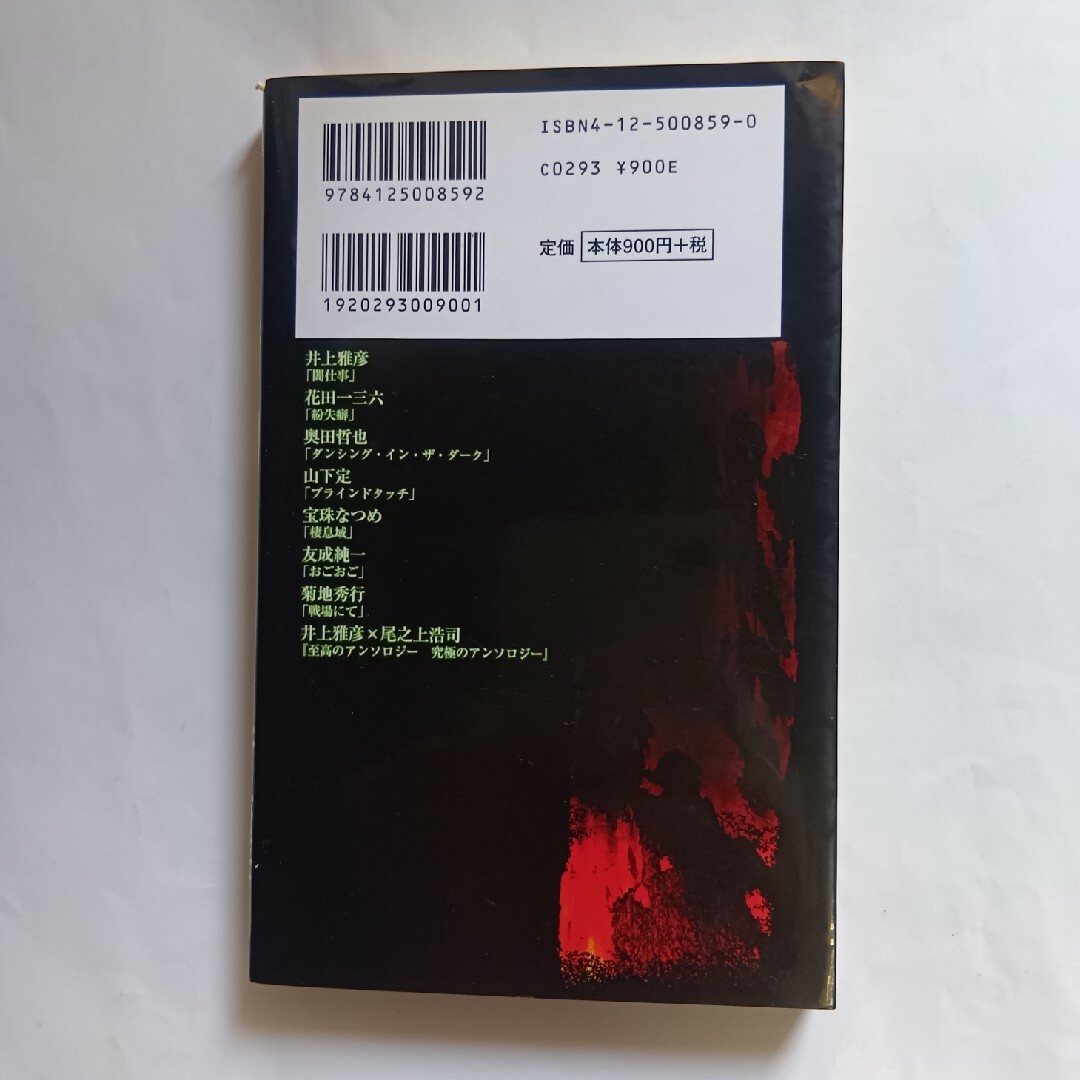 ISBN4-12-500859-0
C0293 ¥900E
9784125008592
定価 本体900円+税
1920293009001
井上雅彦
「闇仕事」
花田一三六
「紛失癖」
奥田哲也
「ダンシング・イン・ザ・ダーク」
山下定
「ブラインドタッチ」
宝珠なつめ
「棲息域」
友成純一
「おごおご」
菊地秀行
「戦場にて」
井上雅彦×尾之上浩司
『至高のアンソロジー　究極のアンソロジー』